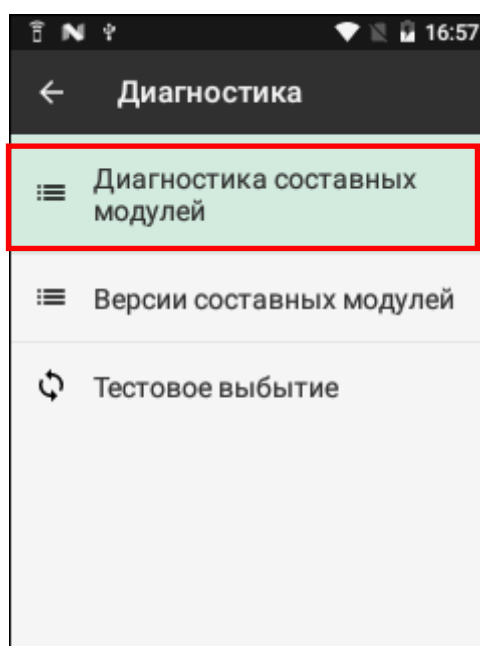 16:57
Диагностика
Диагностика составных
модулей
Версии составных модулей
Тестовое выбытие